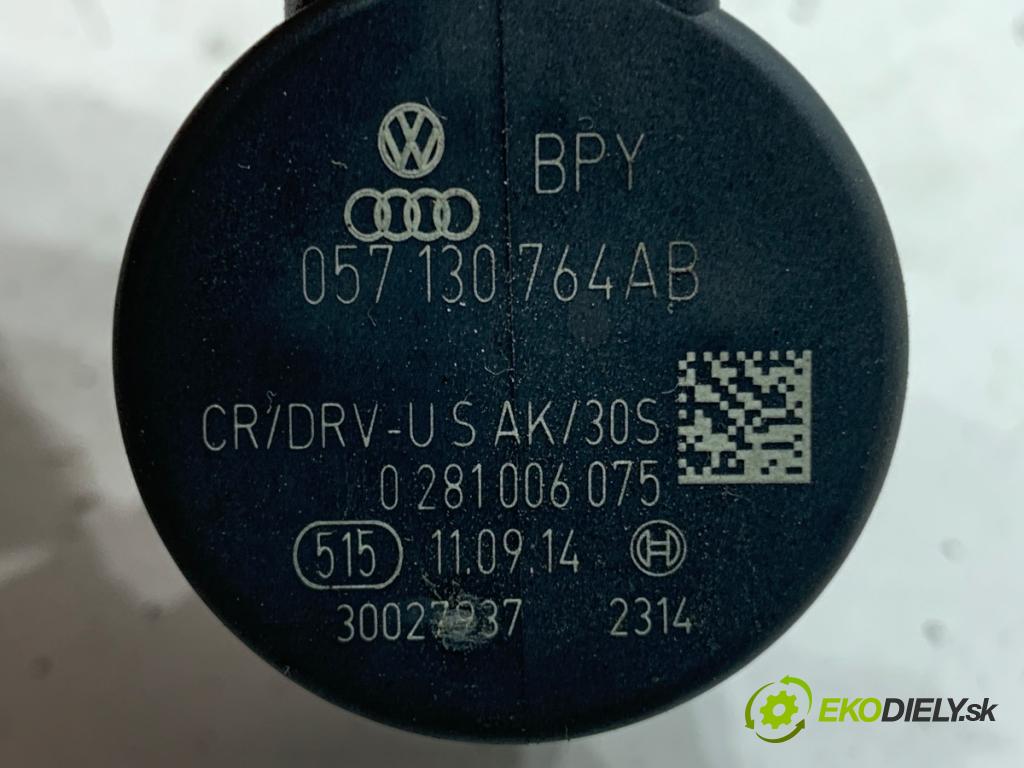 BPY
057 130 764AB
CR/DRV-U S AK/30S
0 281 006 075
515 11.09.14
2314
EKODIELY.sk